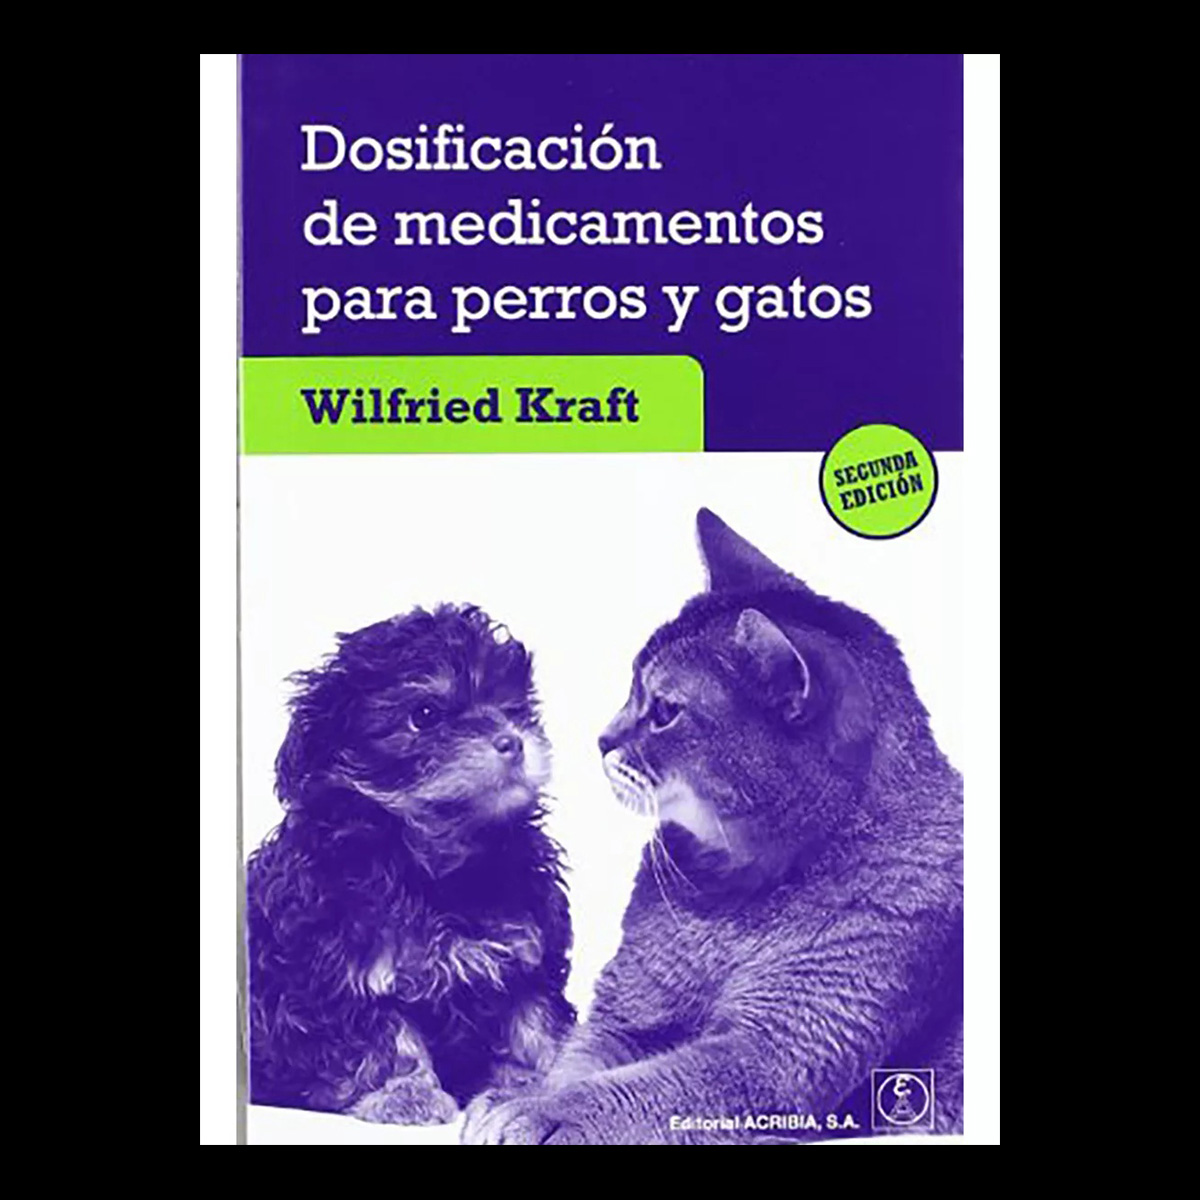 Dosificación
de medicamentos
para perros y gatos
Wilfried Kraft
SEGUNDA
EDICIÓN
Editorial ACRIBIA, S.A.